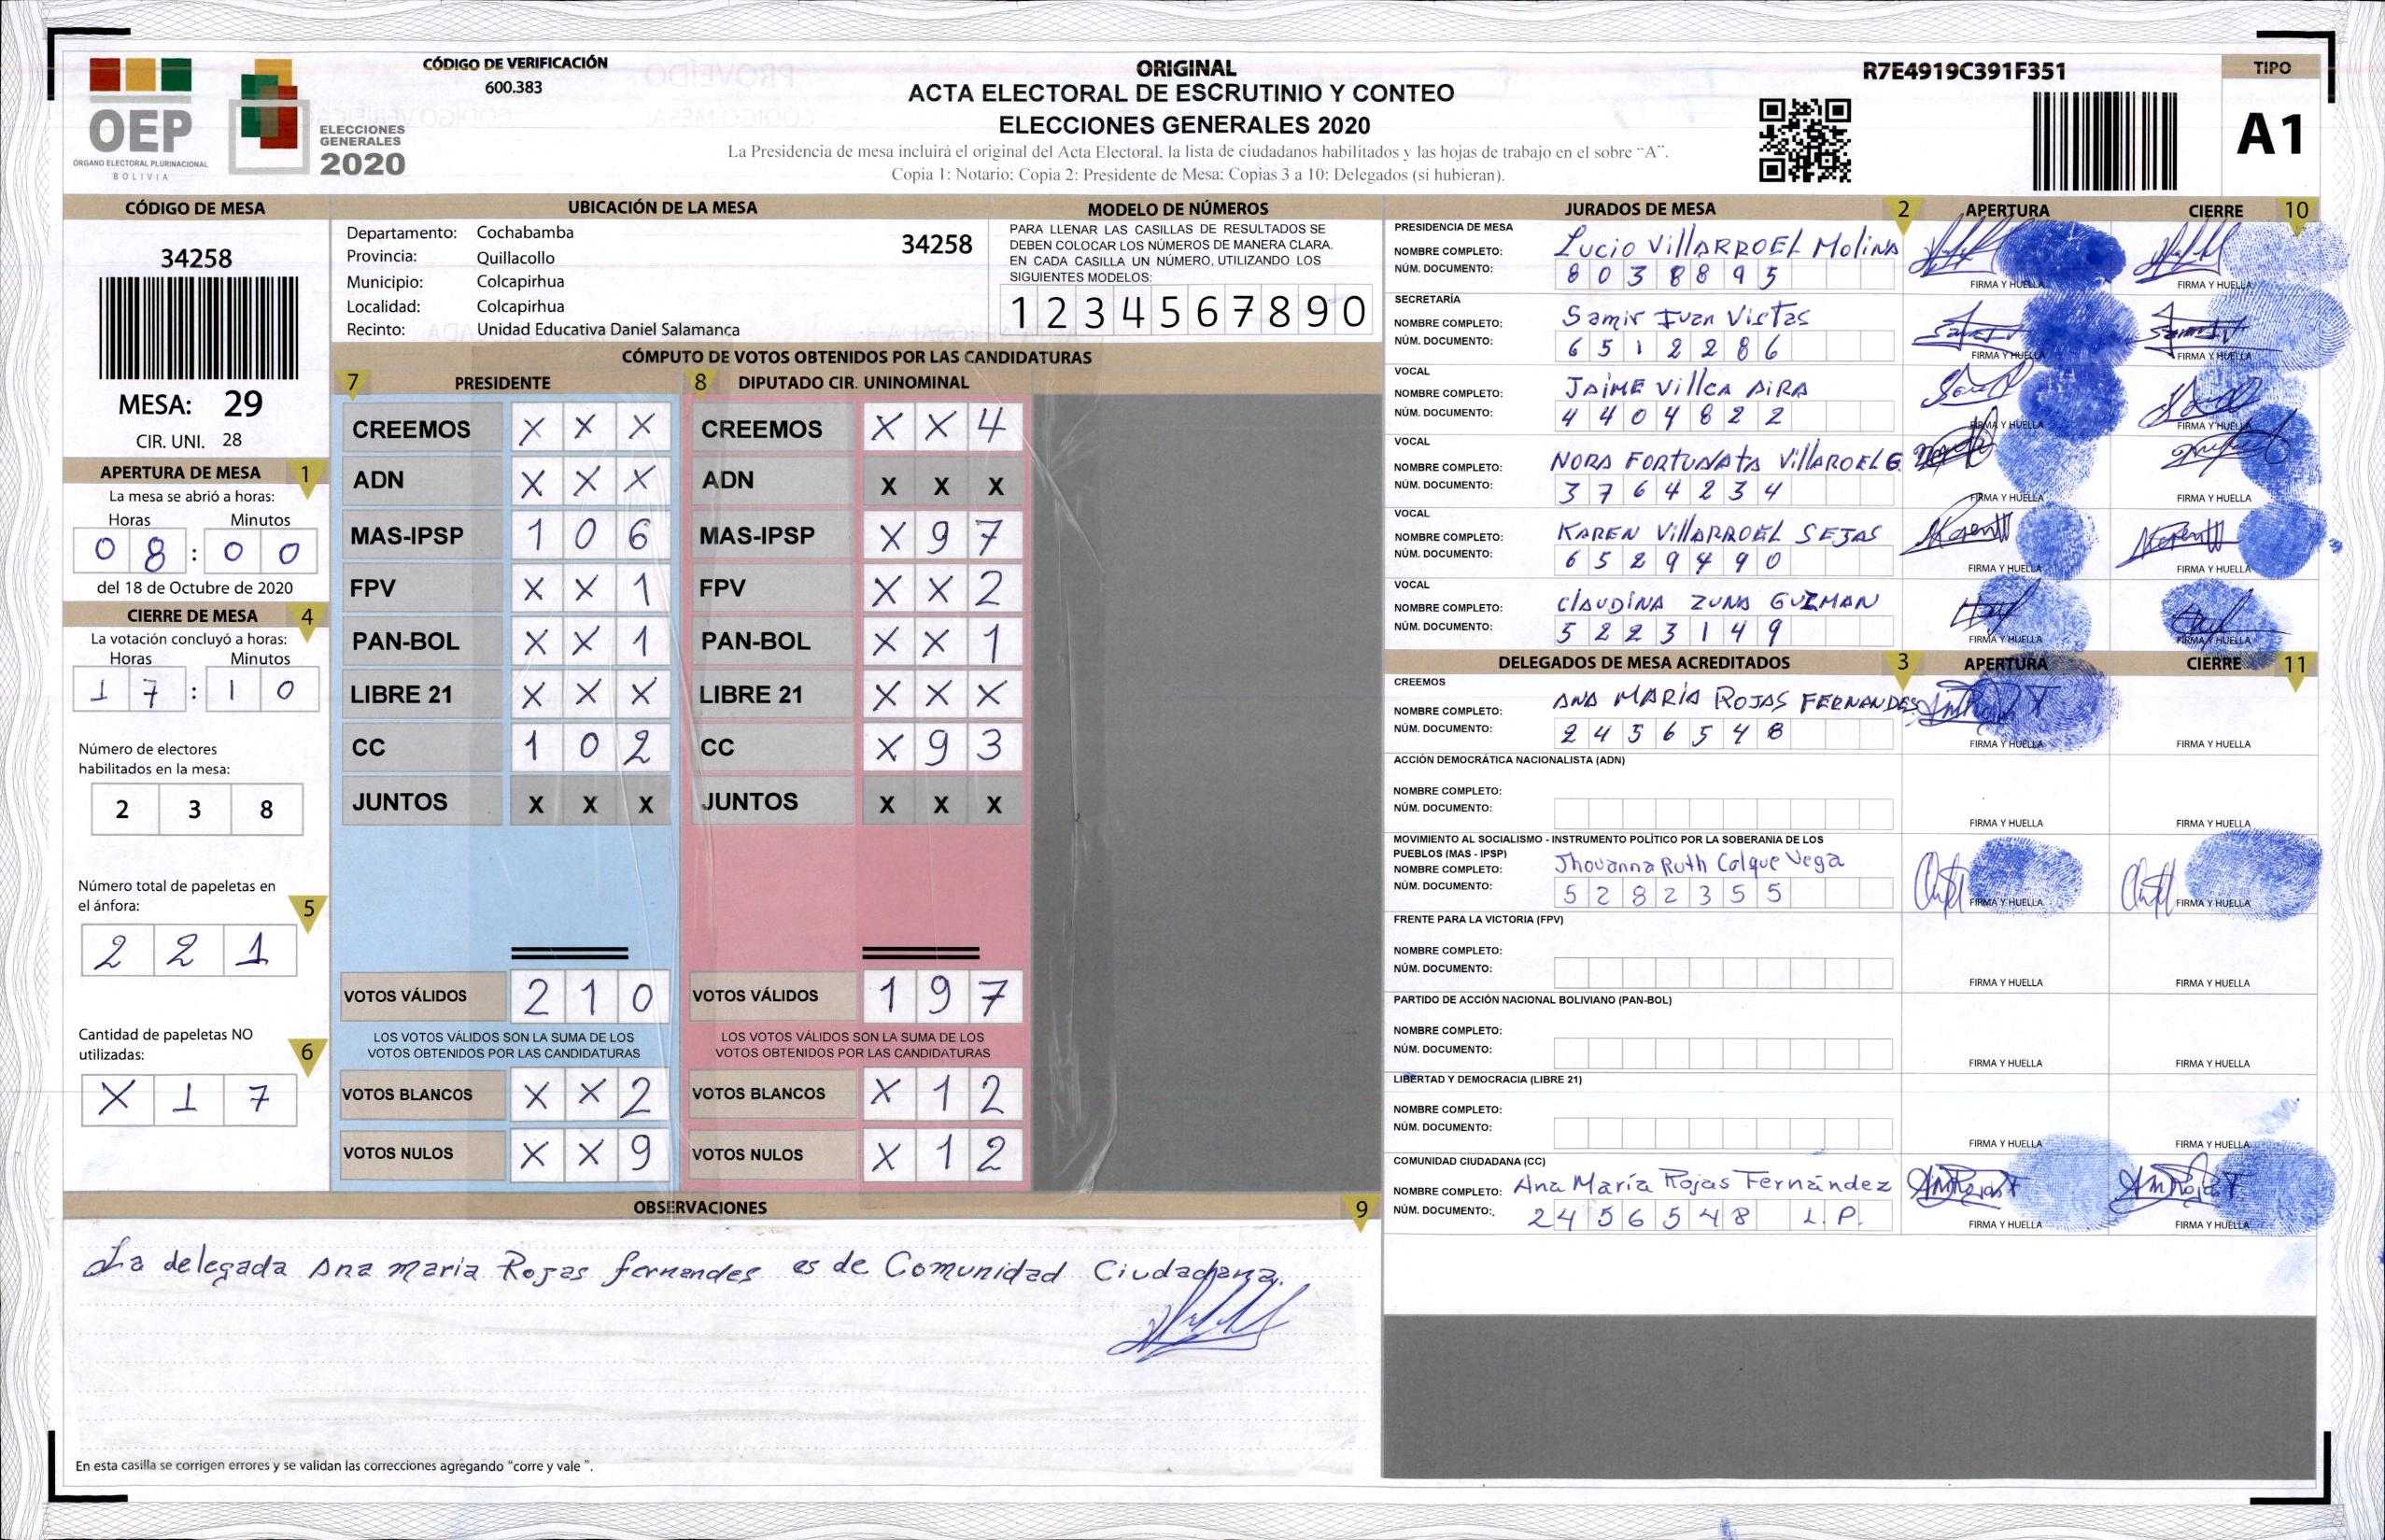 OEP
ÓRGANO ELECTORAL PLURINACIONAL
BOLIVIA
ELECCIONES
GENERALES
2020
CÓDIGO DE VERIFICACIÓN
600.383
ORIGINAL
ACTA ELECTORAL DE ESCRUTINIO Y CONTEO
ELECCIONES GENERALES 2020
La Presidencia de mesa incluirá el original del Acta Electoral, la lista de ciudadanos habilitados y las hojas de trabajo en el sobre "A".
Copia 1: Notario; Copia 2: Presidente de Mesa; Copias 3 a 10: Delegados (si hubieran).
R7E4919C391F351
TIPO
A1
CÓDIGO DE MESA
34258
MESA: 29
CIR. UNI. 28
APERTURA DE MESA 1
La mesa se abrió a horas:
Horas Minutos
0 8 : 0 0
del 18 de Octubre de 2020
CIERRE DE MESA 4
La votación concluyó a horas:
Horas Minutos
1 7 : 1 0
Número de electores
habilitados en la mesa:
2 3 8
Número total de papeletas en
el ánfora: 5
2 2 1
Cantidad de papeletas NO
utilizadas: 6
X 1 7
UBICACIÓN DE LA MESA
Departamento: Cochabamba
34258
Provincia: Quillacollo
Municipio: Colcapirhua
Localidad: Colcapirhua
Recinto: Unidad Educativa Daniel Salamanca
MODELO DE NÚMEROS
PARA LLENAR LAS CASILLAS DE RESULTADOS SE
DEBEN COLOCAR LOS NÚMEROS DE MANERA CLARA.
EN CADA CASILLA UN NÚMERO, UTILIZANDO LOS
SIGUIENTES MODELOS:
1 2 3 4 5 6 7 8 9 0
CÓMPUTO DE VOTOS OBTENIDOS POR LAS CANDIDATURAS
7 PRESIDENTE 8 DIPUTADO CIR. UNINOMINAL
CREEMOS X X X CREEMOS X X 4
ADN X X X ADN X X X
MAS-IPSP 1 0 6 MAS-IPSP X 9 7
FPV X X 1 FPV X X 2
PAN-BOL X X 1 PAN-BOL X X 1
LIBRE 21 X X X LIBRE 21 X X X
CC 1 0 2 CC X 9 3
JUNTOS X X X JUNTOS X X X
VOTOS VÁLIDOS 2 1 0 VOTOS VÁLIDOS 1 9 7
LOS VOTOS VÁLIDOS SON LA SUMA DE LOS LOS VOTOS VÁLIDOS SON LA SUMA DE LOS
VOTOS OBTENIDOS POR LAS CANDIDATURAS VOTOS OBTENIDOS POR LAS CANDIDATURAS
VOTOS BLANCOS X X 2 VOTOS BLANCOS X 1 2
VOTOS NULOS X X 9 VOTOS NULOS X 1 2
OBSERVACIONES 9
La delegada Ana maria Rojas fernandes es de Comunidad Ciudadana.
En esta casilla se corrigen errores y se validan las correcciones agregando "corre y vale ".
JURADOS DE MESA 2 APERTURA CIERRE 10
PRESIDENCIA DE MESA
NOMBRE COMPLETO: Lucio VillARROEL Molina
NÚM. DOCUMENTO: 8 0 3 8 8 9 5
FIRMA Y HUELLA FIRMA Y HUELLA
SECRETARÍA
NOMBRE COMPLETO: Samir Ivan Vistas
NÚM. DOCUMENTO: 6 5 1 2 2 8 6
FIRMA Y HUELLA FIRMA Y HUELLA
VOCAL
NOMBRE COMPLETO: JAIME Villca AIRA
NÚM. DOCUMENTO: 4 4 0 4 8 2 2
FIRMA Y HUELLA FIRMA Y HUELLA
VOCAL
NOMBRE COMPLETO: NORA FORTUNATA VillAROEL G.
NÚM. DOCUMENTO: 3 7 6 4 2 3 4
FIRMA Y HUELLA FIRMA Y HUELLA
VOCAL
NOMBRE COMPLETO: KAREN VillARROEL SEJAS
NÚM. DOCUMENTO: 6 5 2 9 4 9 0
FIRMA Y HUELLA FIRMA Y HUELLA
VOCAL
NOMBRE COMPLETO: ClAUDINA ZUNA GUZMAN
NÚM. DOCUMENTO: 5 2 2 3 1 4 9
FIRMA Y HUELLA FIRMA Y HUELLA
DELEGADOS DE MESA ACREDITADOS 3 APERTURA CIERRE 11
CREEMOS
NOMBRE COMPLETO: ANA MARÍA ROJAS FERNANDES
NÚM. DOCUMENTO: 2 4 5 6 5 4 8
FIRMA Y HUELLA FIRMA Y HUELLA
ACCIÓN DEMOCRÁTICA NACIONALISTA (ADN)
NOMBRE COMPLETO:
NÚM. DOCUMENTO:
FIRMA Y HUELLA FIRMA Y HUELLA
MOVIMIENTO AL SOCIALISMO - INSTRUMENTO POLÍTICO POR LA SOBERANIA DE LOS
PUEBLOS (MAS - IPSP)
NOMBRE COMPLETO: Jhovanna Ruth Colque Vega
NÚM. DOCUMENTO: 5 2 8 2 3 5 5
FIRMA Y HUELLA FIRMA Y HUELLA
FRENTE PARA LA VICTORIA (FPV)
NOMBRE COMPLETO:
NÚM. DOCUMENTO:
FIRMA Y HUELLA FIRMA Y HUELLA
PARTIDO DE ACCIÓN NACIONAL BOLIVIANO (PAN-BOL)
NOMBRE COMPLETO:
NÚM. DOCUMENTO:
FIRMA Y HUELLA FIRMA Y HUELLA
LIBERTAD Y DEMOCRACIA (LIBRE 21)
NOMBRE COMPLETO:
NÚM. DOCUMENTO:
FIRMA Y HUELLA FIRMA Y HUELLA
COMUNIDAD CIUDADANA (CC)
NOMBRE COMPLETO: Ana María Rojas Fernández
NÚM. DOCUMENTO: 2 4 5 6 5 4 8 L.P.
FIRMA Y HUELLA FIRMA Y HUELLA